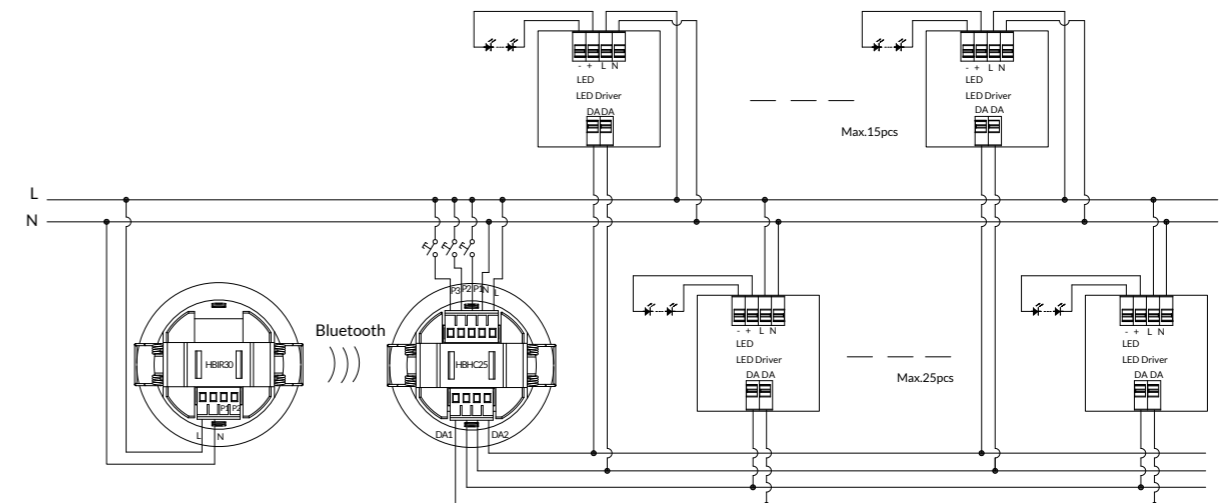 - + L N
LED
LED Driver
DA DA
Max.15pcs
- + L N
LED
LED Driver
DA DA
L
N
P3 P2 P1 N L
Bluetooth
HBIR30
HBHC25
P1 P2
L N
DA1
DA2
- + L N
LED
LED Driver
DA DA
Max.25pcs
- + L N
LED
LED Driver
DA DA